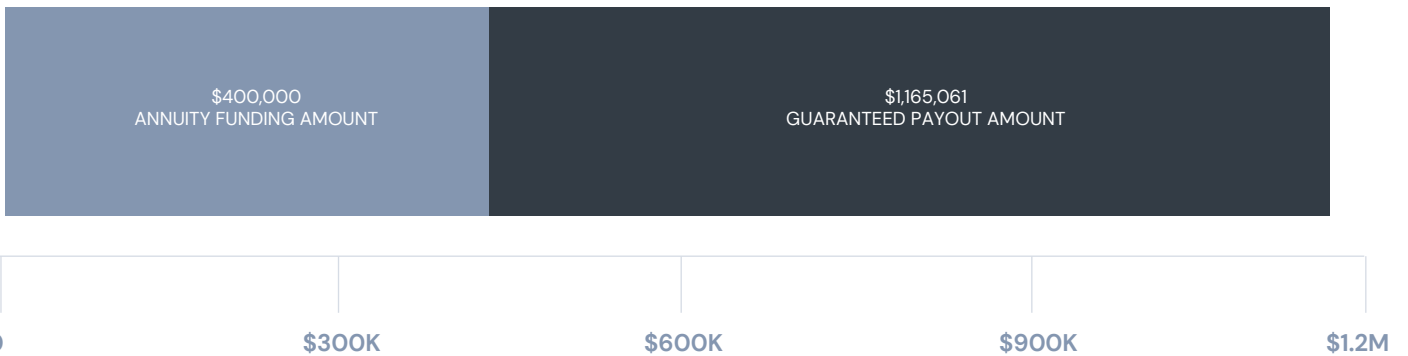 $400,000
ANNUITY FUNDING AMOUNT
$1,165,061
GUARANTEED PAYOUT AMOUNT
$300K
$600K
$900K
$1.2M